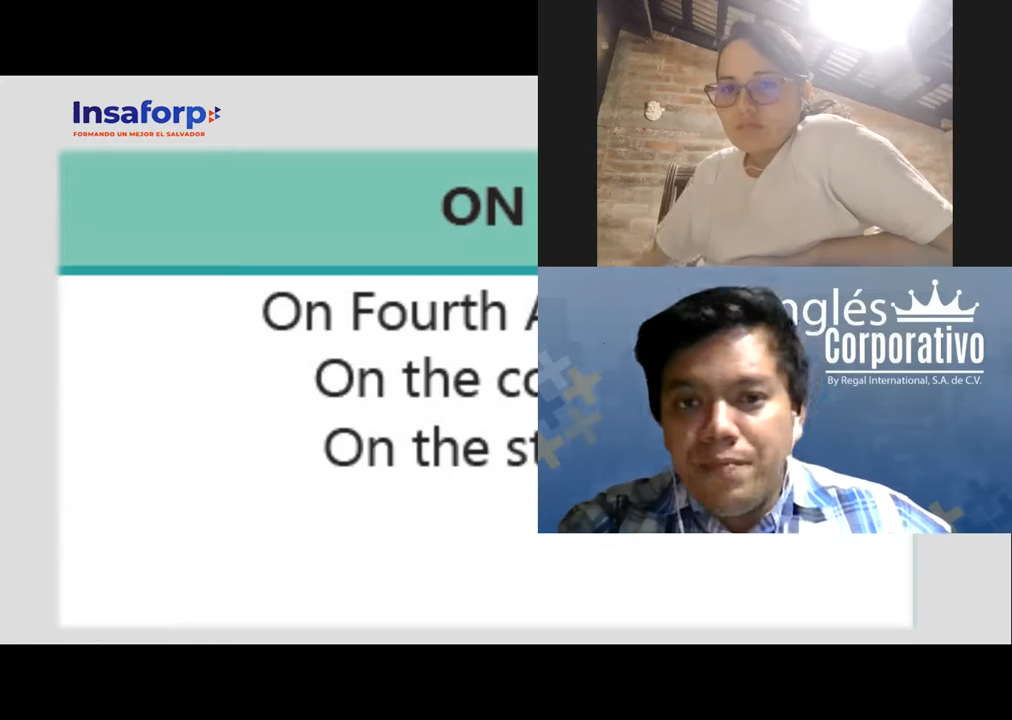 Insaforp
FORMANDO UN MEJOR EL SALVADOR
ON
On Fourth
On the
On the
nglés
Corporativo
By Regal International, S.A. de C.V.